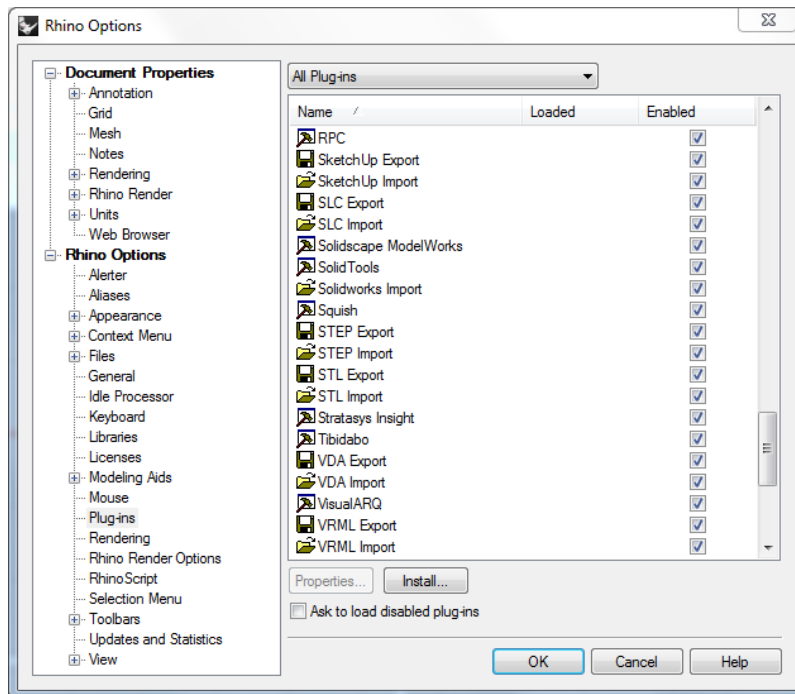 Rhino Options
Document Properties
Annotation
Grid
Mesh
Notes
Rendering
Rhino Render
Units
Web Browser
Rhino Options
Alerter
Aliases
Appearance
Context Menu
Files
General
Idle Processor
Keyboard
Libraries
Licenses
Modeling Aids
Mouse
Plug-ins
Rendering
Rhino Render Options
RhinoScript
Selection Menu
Toolbars
Updates and Statistics
View
All Plug-ins
Name Loaded Enabled
RPC
SketchUp Export
SketchUp Import
SLC Export
SLC Import
Solidscape ModelWorks
SolidTools
Solidworks Import
Squish
STEP Export
STEP Import
STL Export
STL Import
Stratasys Insight
Tibidabo
VDA Export
VDA Import
VisualARQ
VRML Export
VRML Import
Properties... Install...
Ask to load disabled plug-ins
OK Cancel Help